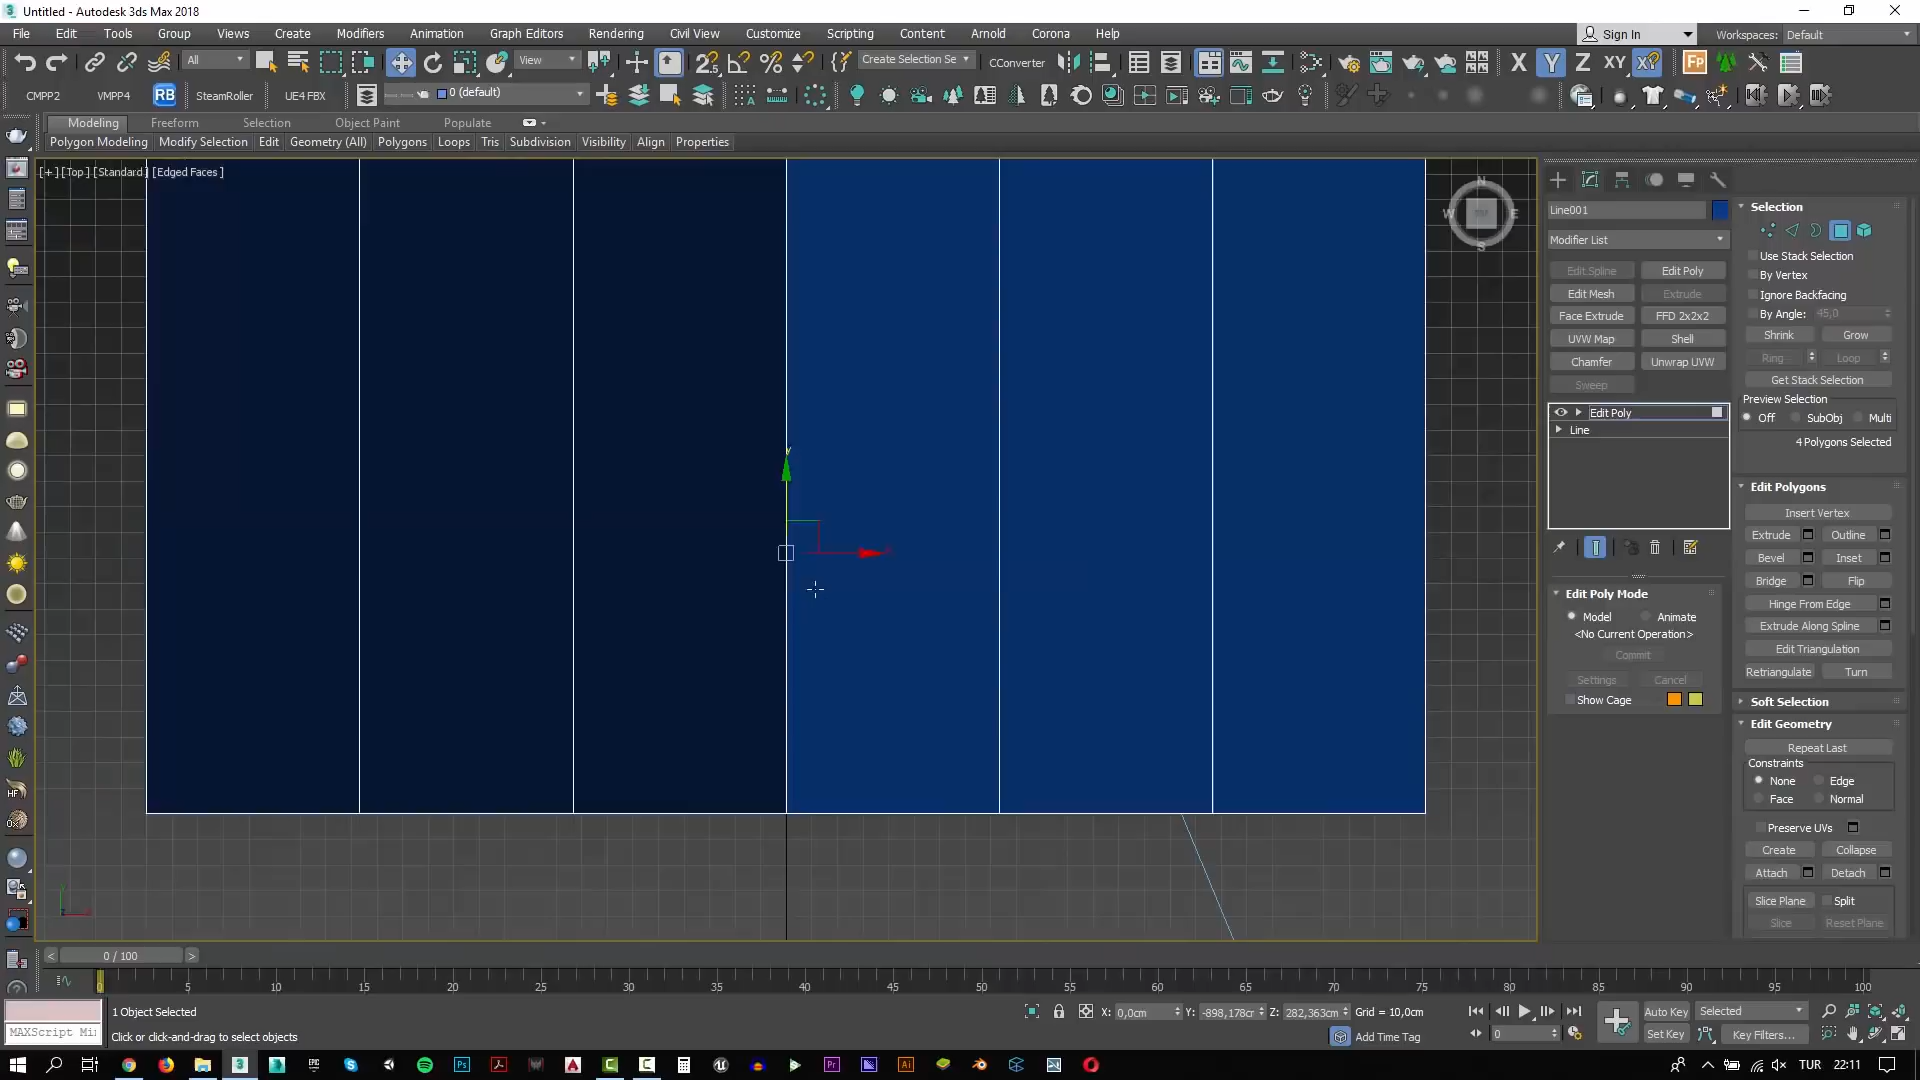 Untitled - Autodesk 3ds Max 2018
File Edit Tools Group Views Create Modifiers Animation Graph Editors Rendering Civil View Customize Scripting Content Arnold Corona Help
Sign In Workspaces: Default
All View Create Selection Se CConverter X Y Z XY
CMPP2 VMPP4 RB SteamRoller UE4 FBX 0 (default)
Modeling Freeform Selection Object Paint Populate
Polygon Modeling Modify Selection Edit Geometry (All) Polygons Loops Tris Subdivision Visibility Align Properties
[+] [Top] [Standard] [Edged Faces]
N
W E
S
y
Line001
Modifier List
Edit Spline Edit Poly
Edit Mesh Extrude
Face Extrude FFD 2x2x2
UVW Map Shell
Chamfer Unwrap UVW
Sweep
Edit Poly
Line
Edit Poly Mode
Model Animate
<No Current Operation>
Commit
Settings Cancel
Show Cage
Selection
Use Stack Selection
By Vertex
Ignore Backfacing
By Angle: 45,0
Shrink Grow
Ring Loop
Get Stack Selection
Preview Selection
Off SubObj Multi
4 Polygons Selected
Edit Polygons
Insert Vertex
Extrude Outline
Bevel Inset
Bridge Flip
Hinge From Edge
Extrude Along Spline
Edit Triangulation
Retriangulate Turn
Soft Selection
Edit Geometry
Repeat Last
Constraints
None Edge
Face Normal
Preserve UVs
Create Collapse
Attach Detach
Slice Plane Split
Slice Reset Plane
< 0 / 100 >
0 5 10 15 20 25 30 35 40 45 50 55 60 65 70 75 80 85 90 95 100
1 Object Selected X: 0,0cm Y: -898,178cm Z: 282,363cm Grid = 10,0cm Auto Key Selected
MAXScript Mi Click or click-and-drag to select objects Add Time Tag 0 Set Key Key Filters...
TUR 22:11